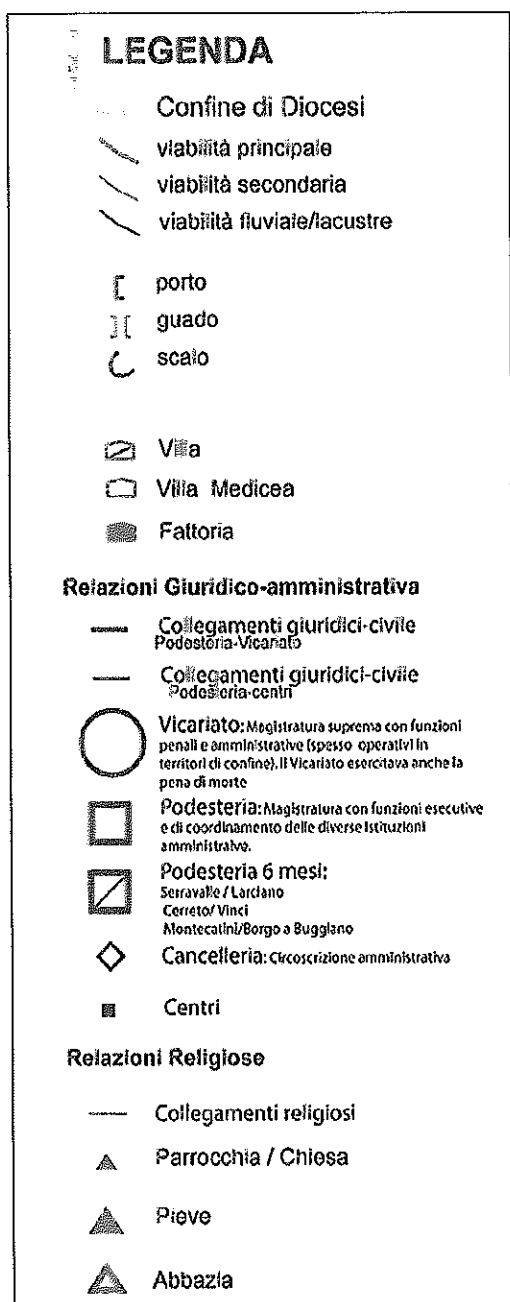 LEGENDA
Confine di Diocesi
viabilità principale
viabilità secondaria
viabilità fluviale/lacustre
porto
guado
scalo
Villa
Villa Medicea
Fattoria
Relazioni Giuridico-amministrativa
Collegamenti giuridici-civile
Podesteria-Vicariato
Collegamenti giuridici-civile
Podesteria-centri
Vicariato: Magistratura suprema con funzioni
penali e amministrative (spesso operativi in
territori di confine). Il Vicariato esercitava anche la
pena di morte
Podesteria: Magistratura con funzioni esecutive
e di coordinamento delle diverse istituzioni
amministraive.
Podesteria 6 mesi:
Serravalle / Larciano
Cerreto/ Vinci
Montecatini/Borgo a Buggiano
Cancelleria: Circoscrizione amministrativa
Centri
Relazioni Religiose
Collegamenti religiosi
Parrocchia / Chiesa
Pieve
Abbazia